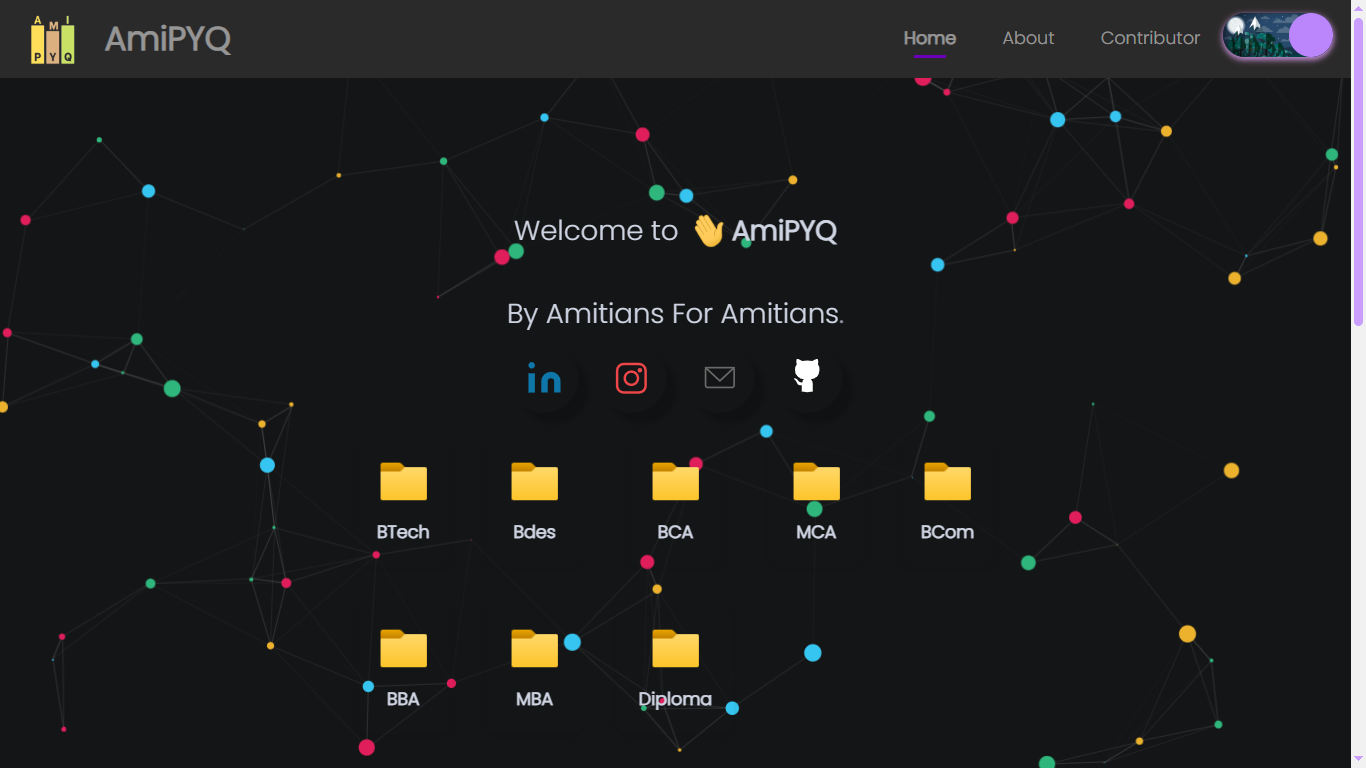 A M I
P Y Q
AmiPYQ
Home About Contributor
Welcome to 👋 AmiPYQ
By Amitians For Amitians.
BTech Bdes BCA MCA BCom
BBA MBA Diploma